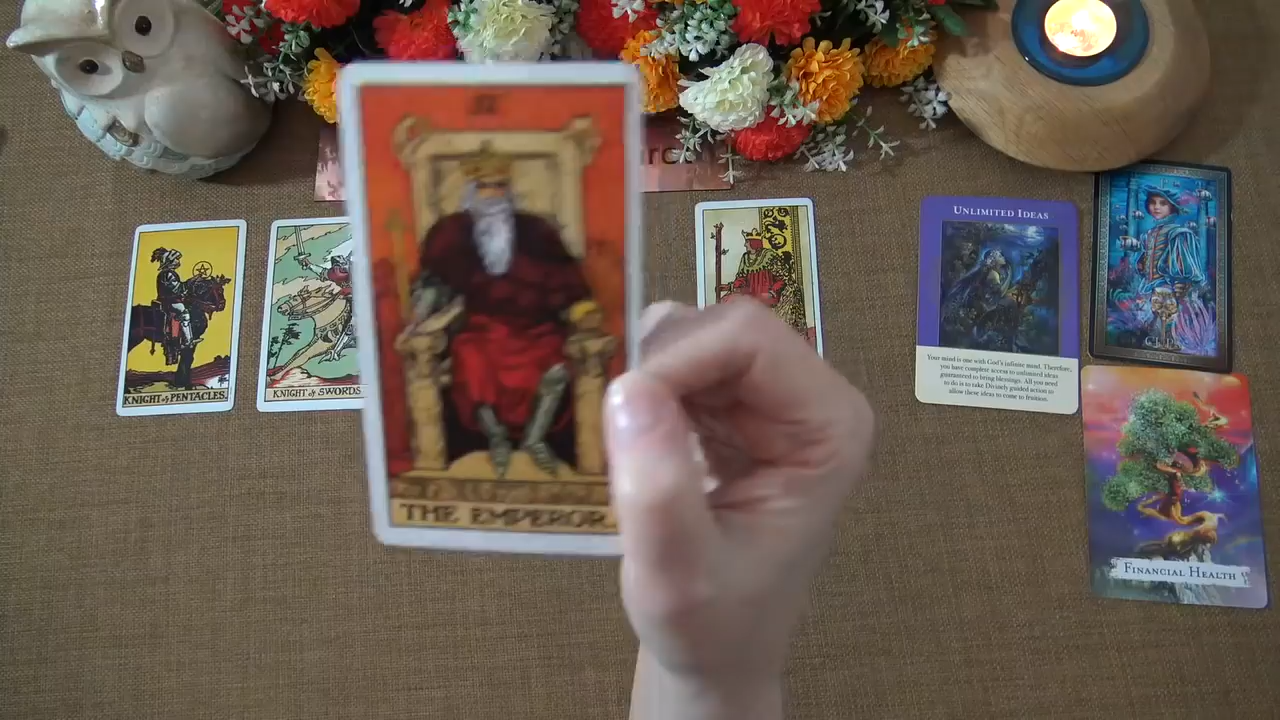 IV
THE EMPEROR.
KNIGHT of PENTACLES.
KNIGHT of SWORDS
UNLIMITED IDEAS
Your mind is one with God's infinite mind. Therefore,
you have complete access to unlimited ideas
guaranteed to bring blessings. All you need
to do is to take Divinely guided action to
allow these ideas to come to fruition.
FINANCIAL HEALTH